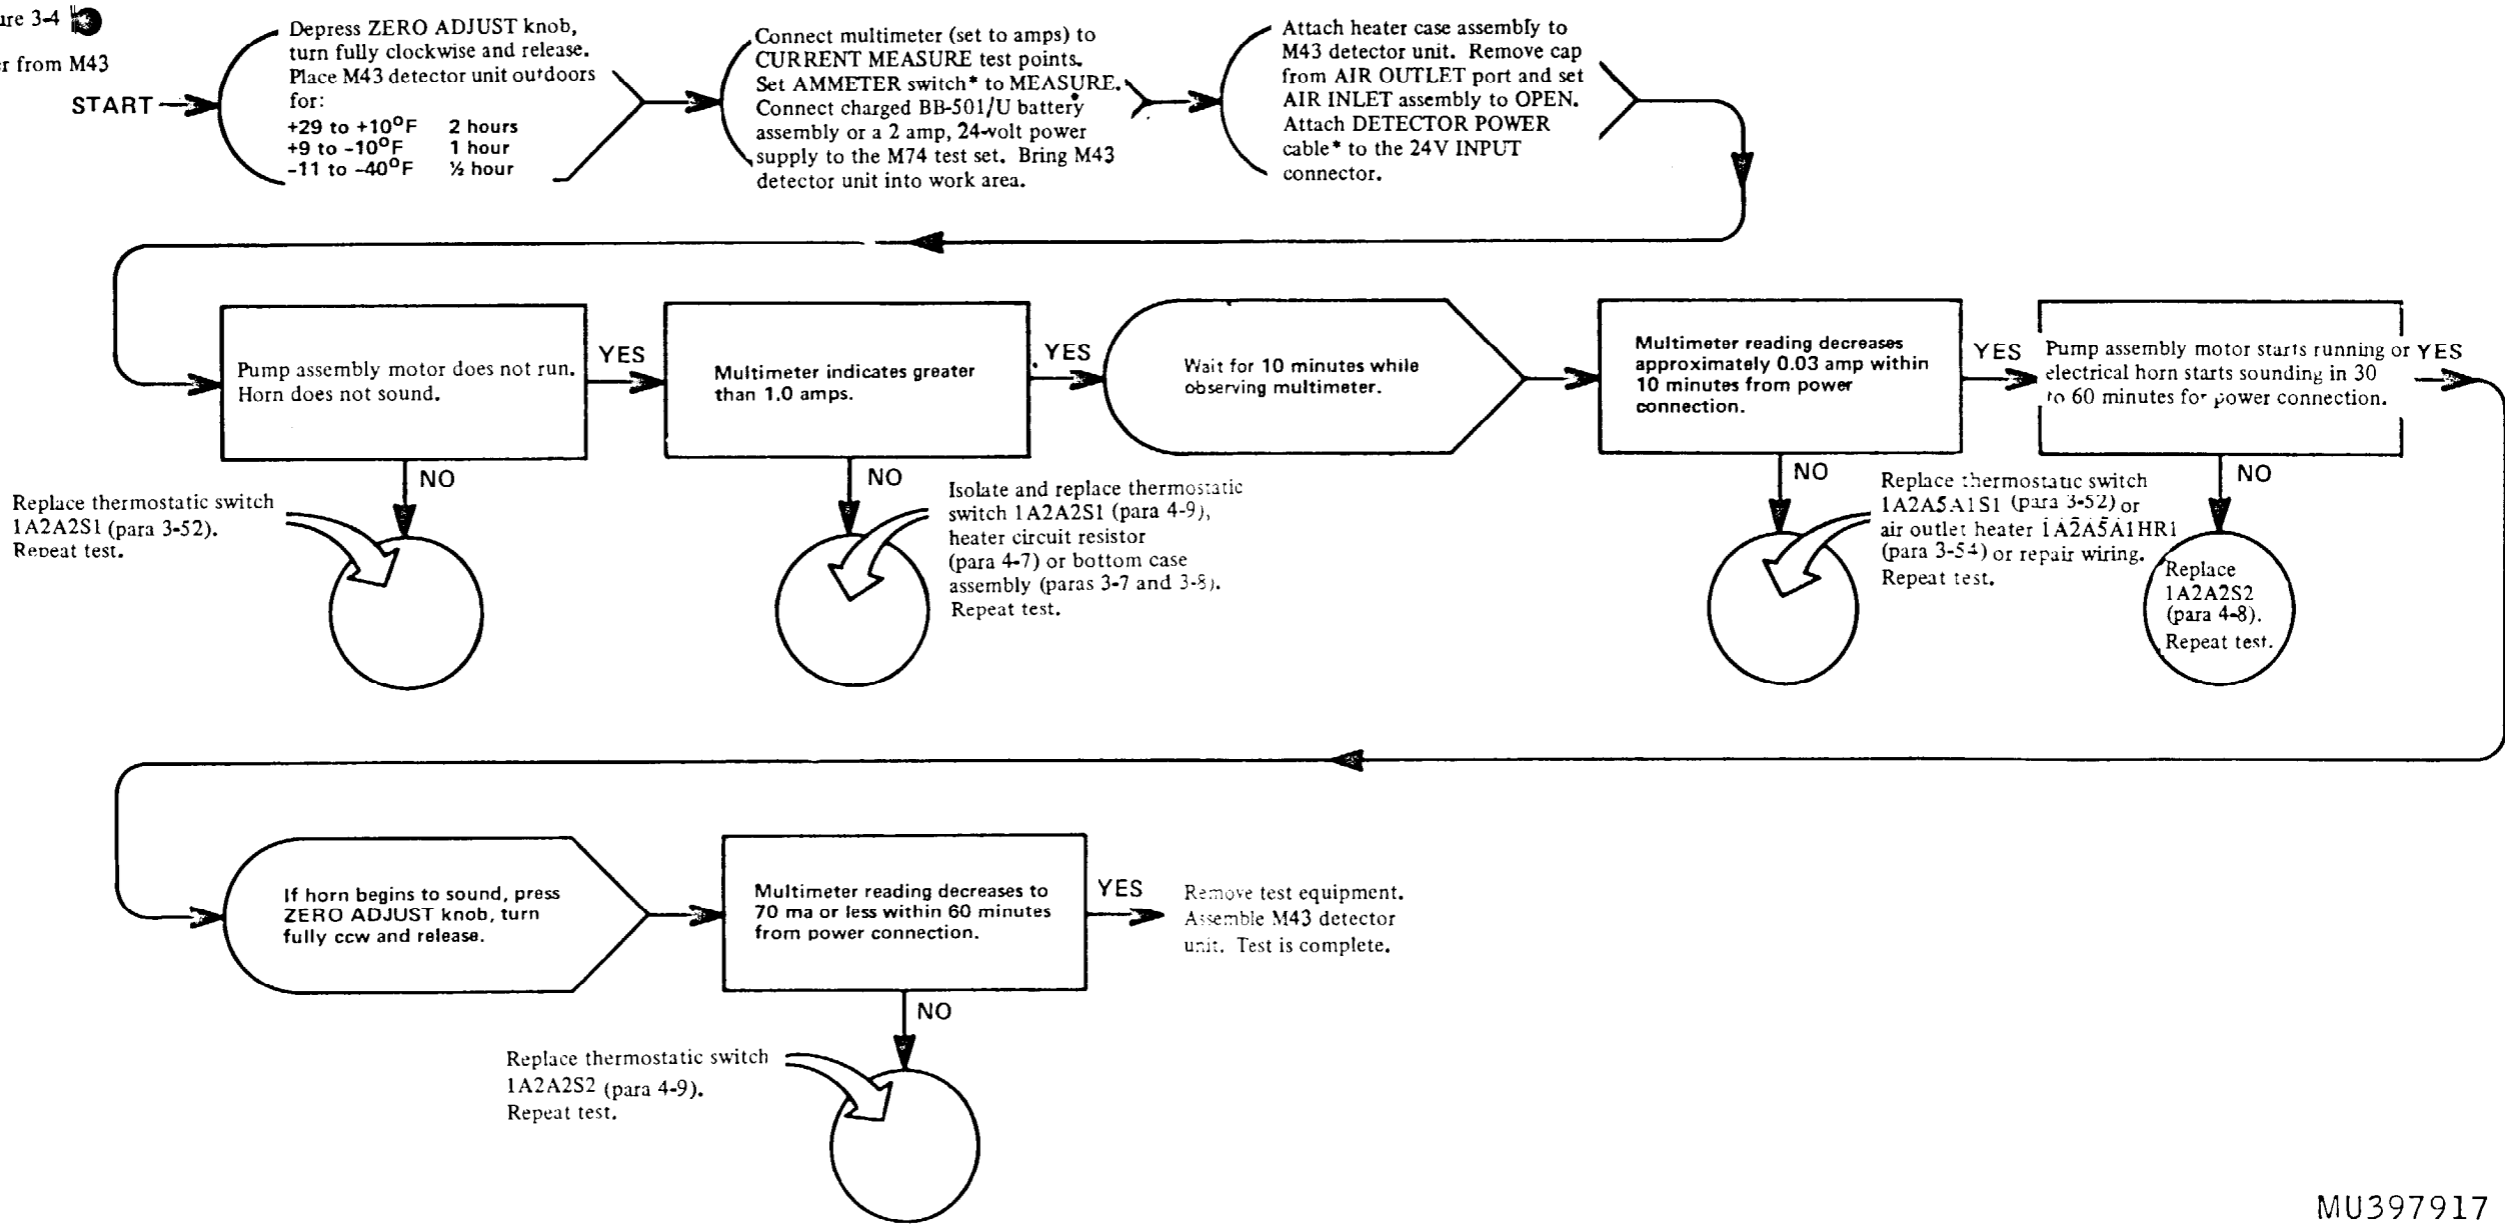 ure 3-4
r from M43
START
Depress ZERO ADJUST knob,
turn fully clockwise and release.
Place M43 detector unit outdoors
for:
+29 to +10°F 2 hours
+9 to -10°F 1 hour
-11 to -40°F ½ hour
Connect multimeter (set to amps) to
CURRENT MEASURE test points.
Set AMMETER switch* to MEASURE.
Connect charged BB-501/U battery
assembly or a 2 amp, 24-volt power
supply to the M74 test set. Bring M43
detector unit into work area.
Attach heater case assembly to
M43 detector unit. Remove cap
from AIR OUTLET port and set
AIR INLET assembly to OPEN.
Attach DETECTOR POWER
cable* to the 24V INPUT
connector.
Pump assembly motor does not run.
Horn does not sound.
YES
NO
Replace thermostatic switch
1A2A2S1 (para 3-52).
Repeat test.
Multimeter indicates greater
than 1.0 amps.
YES
NO
Isolate and replace thermostatic
switch 1A2A2S1 (para 4-9),
heater circuit resistor
(para 4-7) or bottom case
assembly (paras 3-7 and 3-8).
Repeat test.
Wait for 10 minutes while
observing multimeter.
Multimeter reading decreases
approximately 0.03 amp within
10 minutes from power
connection.
YES
NO
Replace thermostatic switch
1A2A5A1S1 (para 3-52) or
air outlet heater 1A2A5A1HR1
(para 3-54) or repair wiring.
Repeat test.
Pump assembly motor starts running or
electrical horn starts sounding in 30
to 60 minutes for power connection.
YES
NO
Replace
1A2A2S2
(para 4-8).
Repeat test.
If horn begins to sound, press
ZERO ADJUST knob, turn
fully ccw and release.
Multimeter reading decreases to
70 ma or less within 60 minutes
from power connection.
YES
Remove test equipment.
Assemble M43 detector
unit. Test is complete.
NO
Replace thermostatic switch
1A2A2S2 (para 4-9).
Repeat test.
MU397917